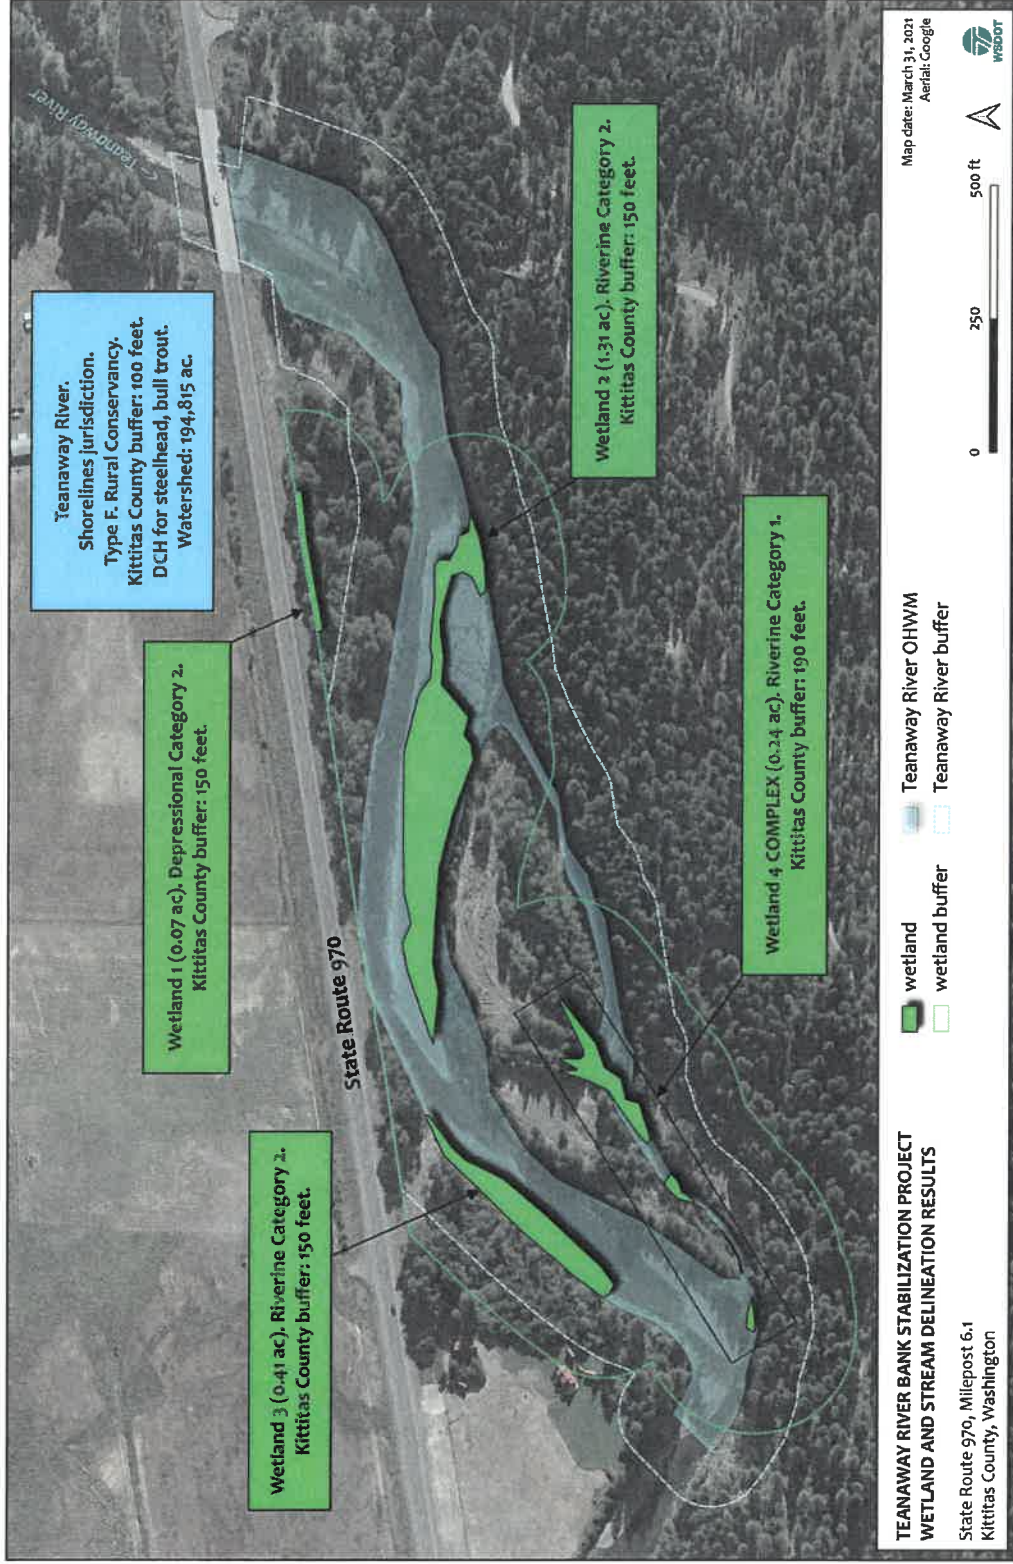 Teanaway River
Teanaway River.
Shorelines jurisdiction.
Type F. Rural Conservancy.
Kittitas County buffer: 100 feet.
DCH for steelhead, bull trout.
Watershed: 194,815 ac.
Wetland 1 (0.07 ac). Depressional Category 2.
Kittitas County buffer: 150 feet.
Wetland 3 (0.41 ac). Riverine Category 2.
Kittitas County buffer: 150 feet.
State Route 970
Wetland 2 (1.31 ac). Riverine Category 2.
Kittitas County buffer: 150 feet.
Wetland 4 COMPLEX (0.24 ac). Riverine Category 1.
Kittitas County buffer: 190 feet.
TEANAWAY RIVER BANK STABILIZATION PROJECT
WETLAND AND STREAM DELINEATION RESULTS
State Route 970, Milepost 6.1
Kittitas County, Washington
wetland
wetland buffer
Teanaway River OHWM
Teanaway River buffer
0 250 500 ft
Map date: March 31, 2021
Aerial: Google
WSDOT